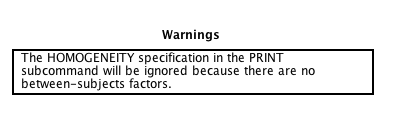 Warnings
The HOMOGENEITY specification in the PRINT
subcommand will be ignored because there are no
between-subjects factors.